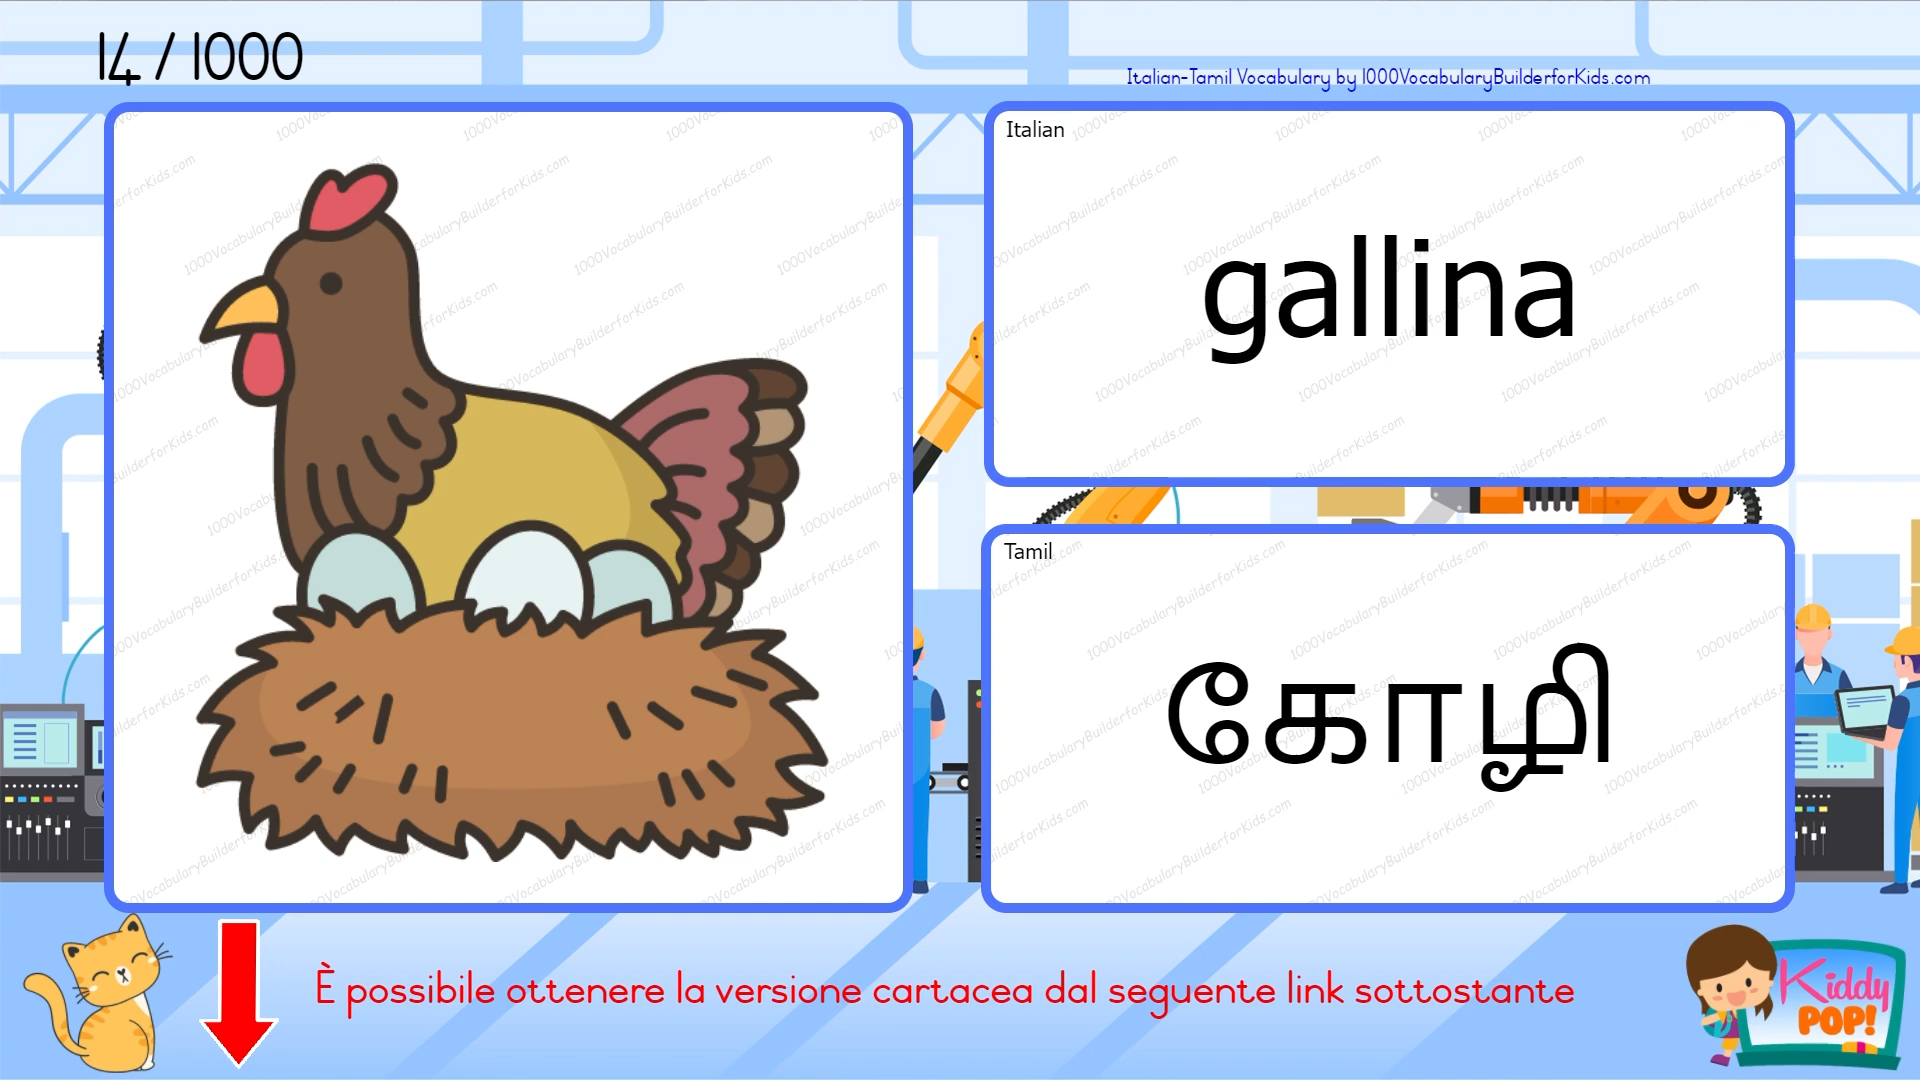 14 / 1000
Italian-Tamil Vocabulary by 1000VocabularyBuilderforKids.com
Italian
gallina
Tamil
கோழி
È possibile ottenere la versione cartacea dal seguente link sottostante
Kiddy
POP!